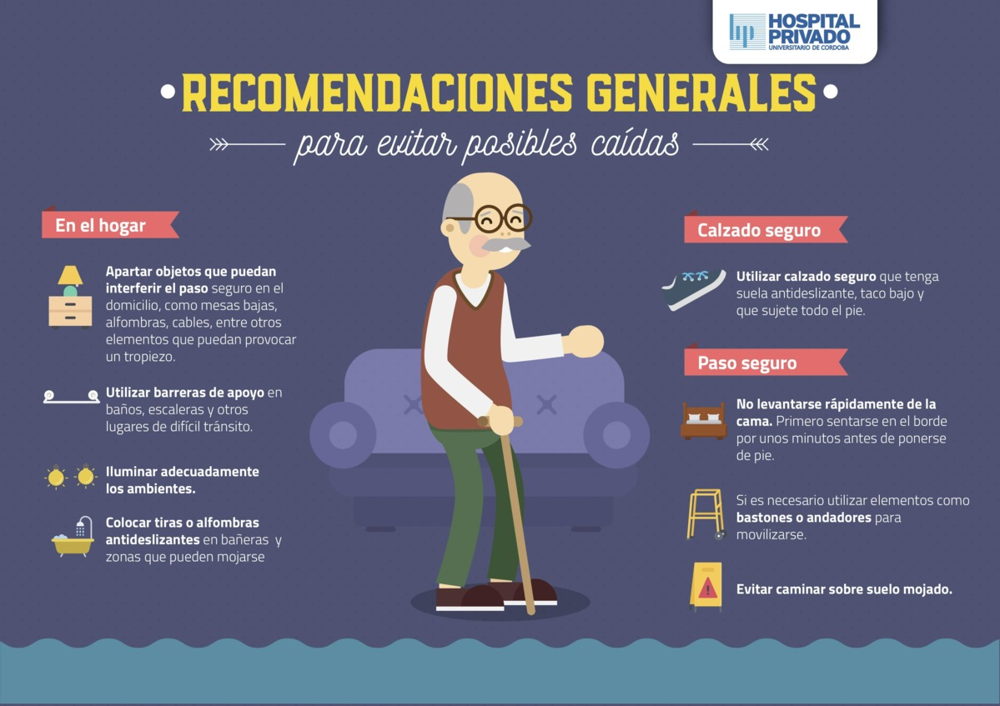 HOSPITAL
PRIVADO
UNIVERSITARIO DE CÓRDOBA
RECOMENDACIONES GENERALES
para evitar posibles caídas
En el hogar
Apartar objetos que puedan
interferir el paso seguro en el
domicilio, como mesas bajas,
alfombras, cables, entre otros
elementos que puedan provocar
un tropiezo.
Utilizar barreras de apoyo en
baños, escaleras y otros
lugares de difícil tránsito.
Iluminar adecuadamente
los ambientes.
Colocar tiras o alfombras
antideslizantes en bañeras y
zonas que pueden mojarse
Calzado seguro
Utilizar calzado seguro que tenga
suela antideslizante, taco bajo y
que sujete todo el pie.
Paso seguro
No levantarse rápidamente de la
cama. Primero sentarse en el borde
por unos minutos antes de ponerse
de pie.
Si es necesario utilizar elementos como
bastones o andadores para
movilizarse.
Evitar caminar sobre suelo mojado.